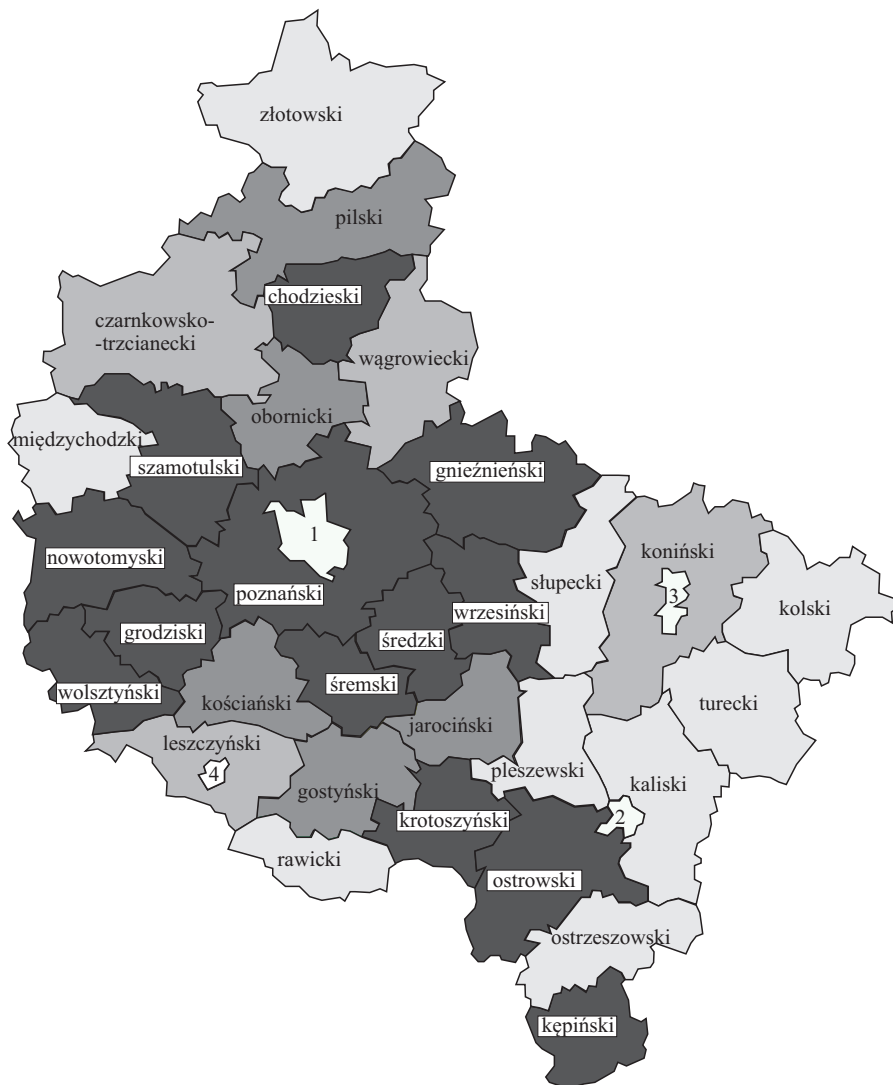 złotowski
pilski
chodzieski
czarnkowsko-
-trzcianecki
wągrowiecki
obornicki
międzychodzki
szamotulski
gnieźnieński
1
nowotomyski
koniński
słupecki
3
kolski
poznański
wrzesiński
grodziski
średzki
wolsztyński
kościański
śremski
turecki
jarociński
leszczyński
4
pleszewski
kaliski
gostyński
krotoszyński
2
rawicki
ostrowski
ostrzeszowski
kępiński